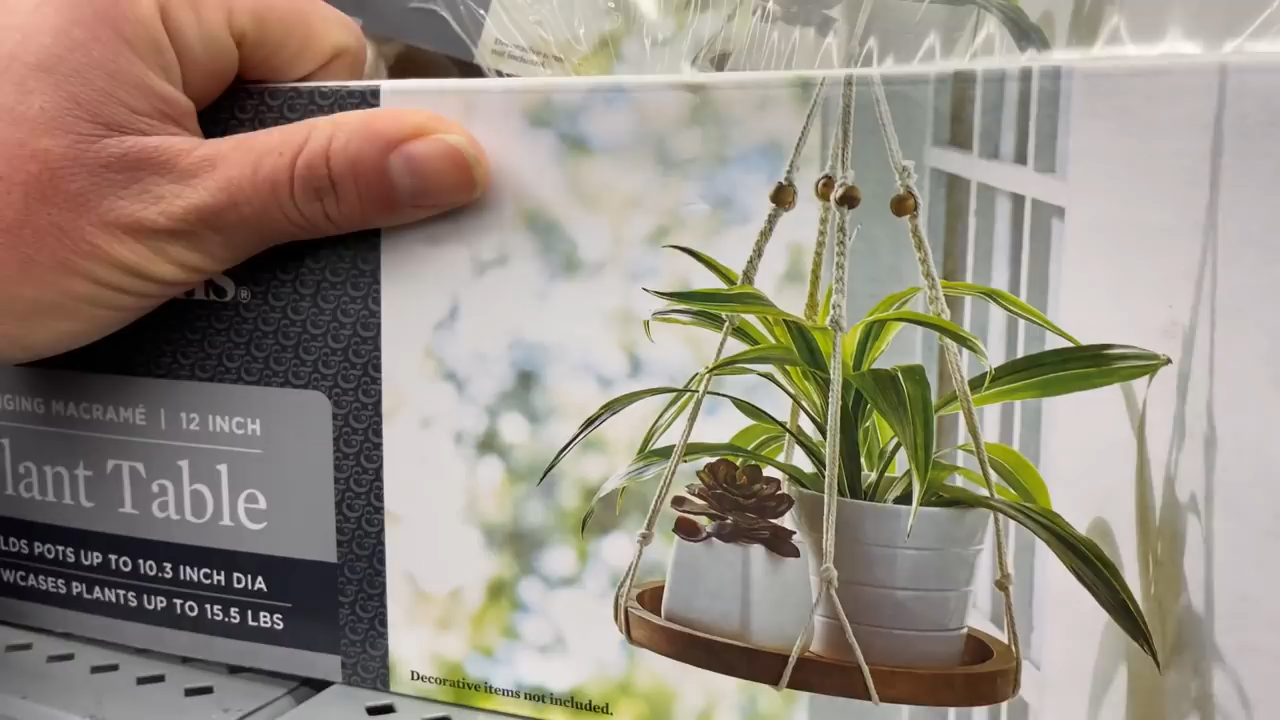 GING MACRAMÉ | 12 INCH
lant Table
LDS POTS UP TO 10.3 INCH DIA
WCASES PLANTS UP TO 15.5 LBS
Decorative items not included.